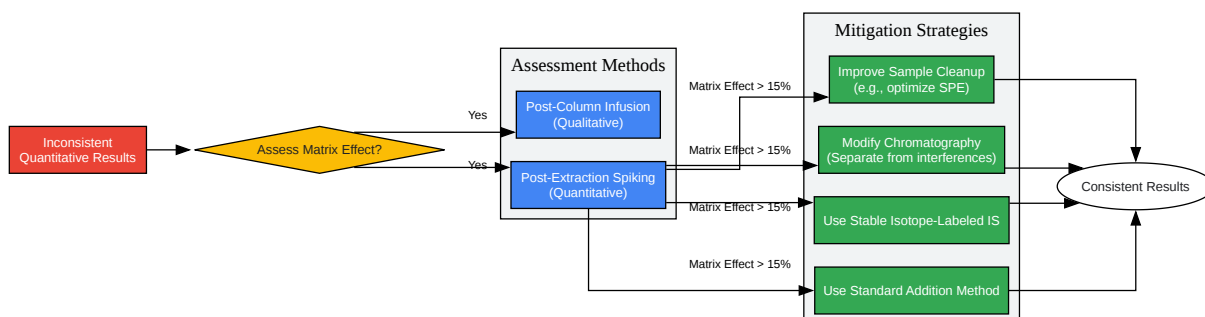 Inconsistent
Quantitative Results
Assess Matrix Effect?
Yes
Yes
Assessment Methods
Post-Column Infusion
(Qualitative)
Post-Extraction Spiking
(Quantitative)
Matrix Effect > 15%
Matrix Effect > 15%
Matrix Effect > 15%
Matrix Effect > 15%
Mitigation Strategies
Improve Sample Cleanup
(e.g., optimize SPE)
Modify Chromatography
(Separate from interferences)
Use Stable Isotope-Labeled IS
Use Standard Addition Method
Consistent Results